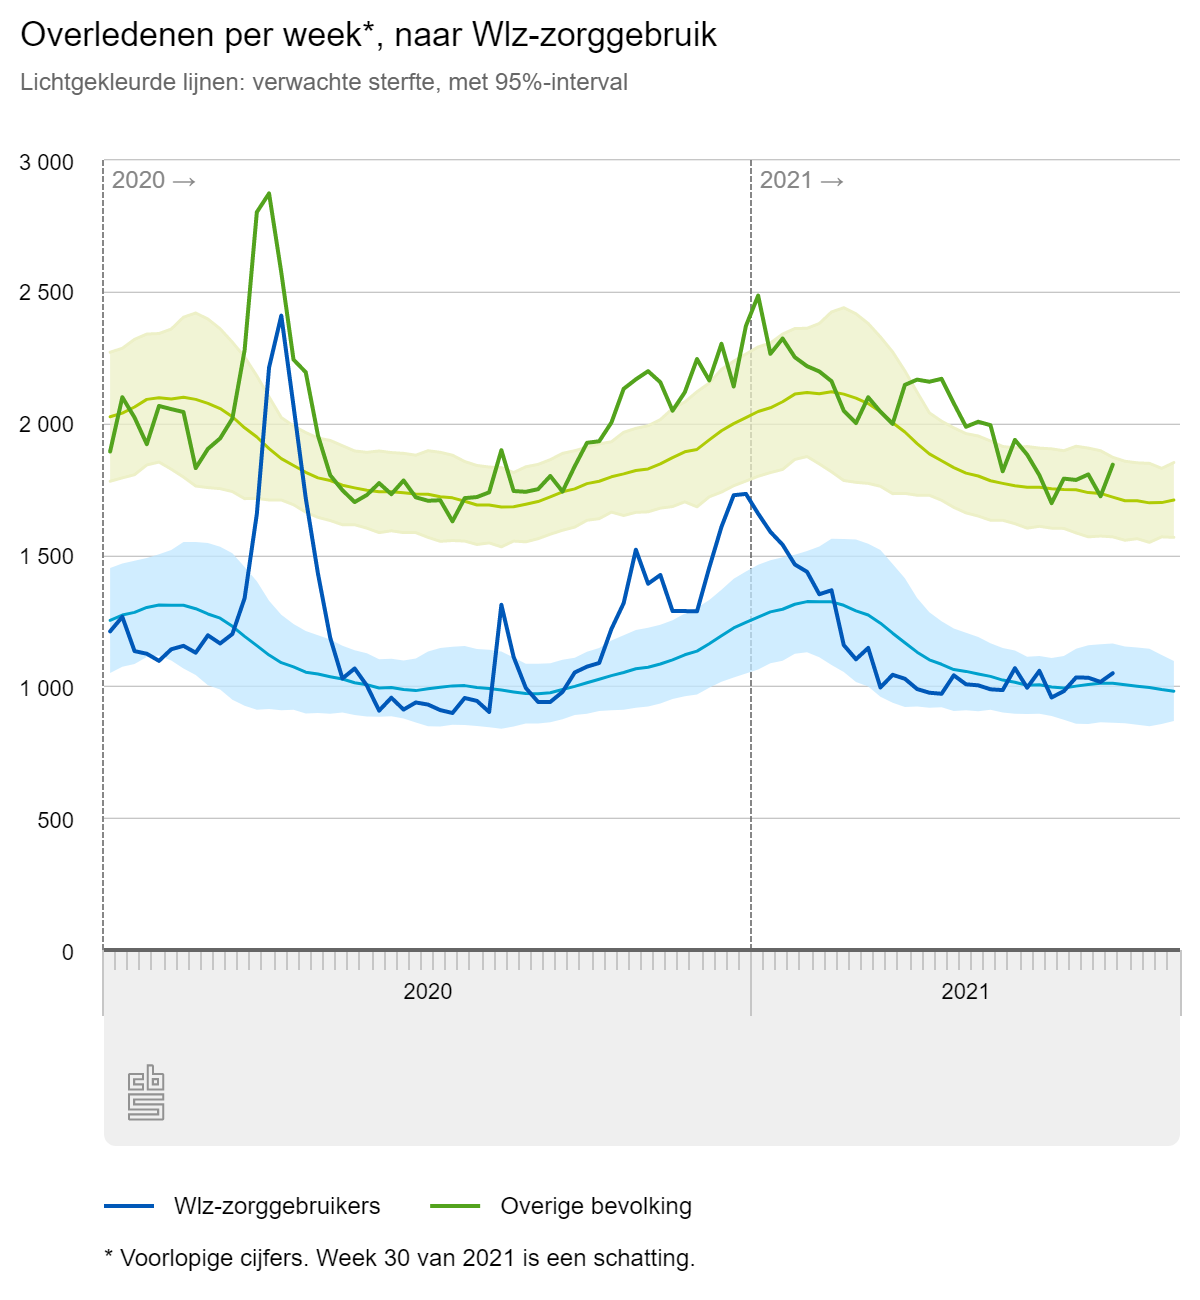 Overledenen per week*, naar Wlz-zorggebruik
Lichtgekleurde lijnen: verwachte sterfte, met 95%-interval
3 000
2020 →
2021 →
2 500
2 000
1 500
1 000
500
0
2020
2021
cbs
Wlz-zorggebruikers
Overige bevolking
* Voorlopige cijfers. Week 30 van 2021 is een schatting.